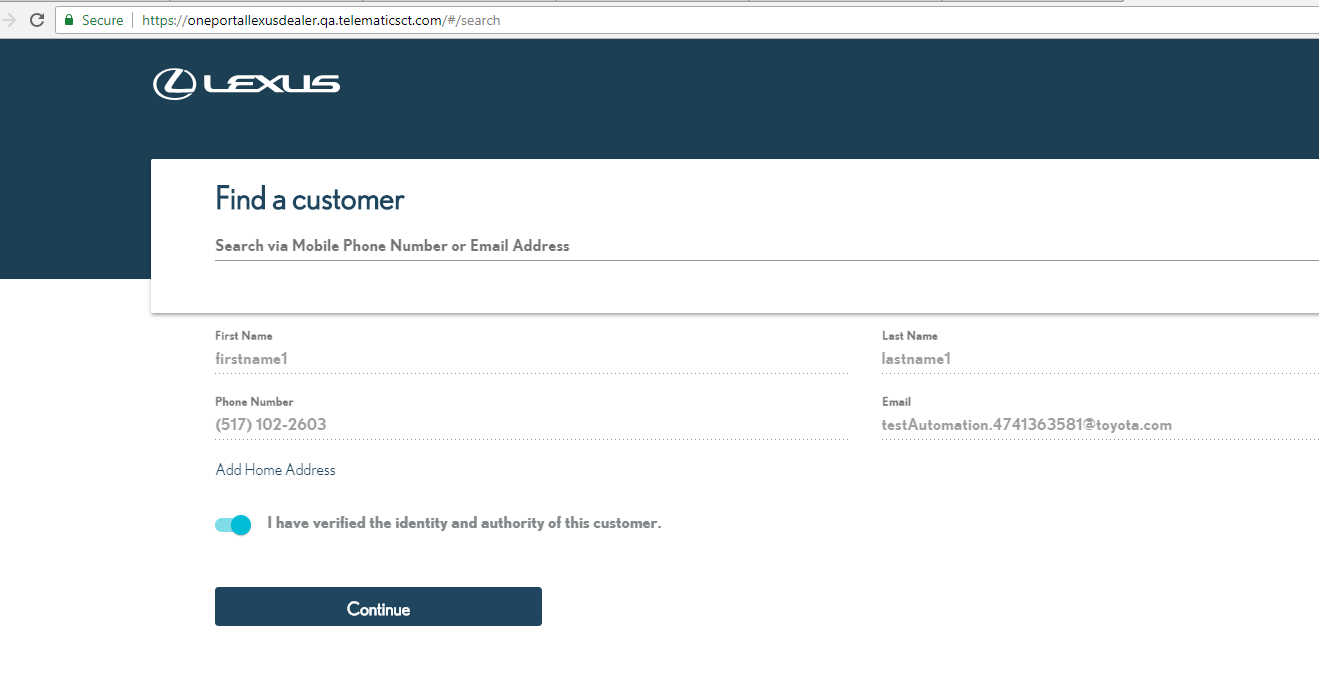 Secure https://oneportallexusdealer.qa.telematicsct.com/#/search
LEXUS
Find a customer
Search via Mobile Phone Number or Email Address
First Name
Last Name
firstname1
lastname1
Phone Number
Email
(517) 102-2603
testAutomation.4741363581@toyota.com
Add Home Address
I have verified the identity and authority of this customer.
Continue